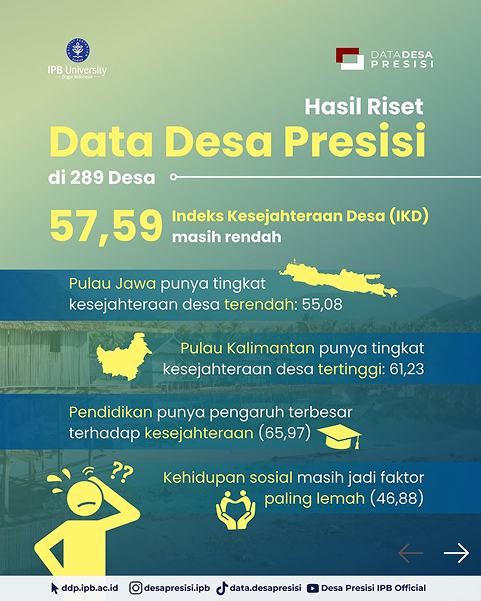 IPB University
Bogor Indonesia
DATA DESA
PRESISI
Hasil Riset
Data Desa Presisi
di 289 Desa
57,59
Indeks Kesejahteraan Desa (IKD)
masih rendah
Pulau Jawa punya tingkat
kesejahteraan desa terendah: 55,08
Pulau Kalimantan punya tingkat
kesejahteraan desa tertinggi: 61,23
Pendidikan punya pengaruh terbesar
terhadap kesejahteraan (65,97)
??
Kehidupan sosial masih jadi faktor
paling lemah (46,88)
ddp.ipb.ac.id desapresisi.ipb data.desapresisi Desa Presisi IPB Official